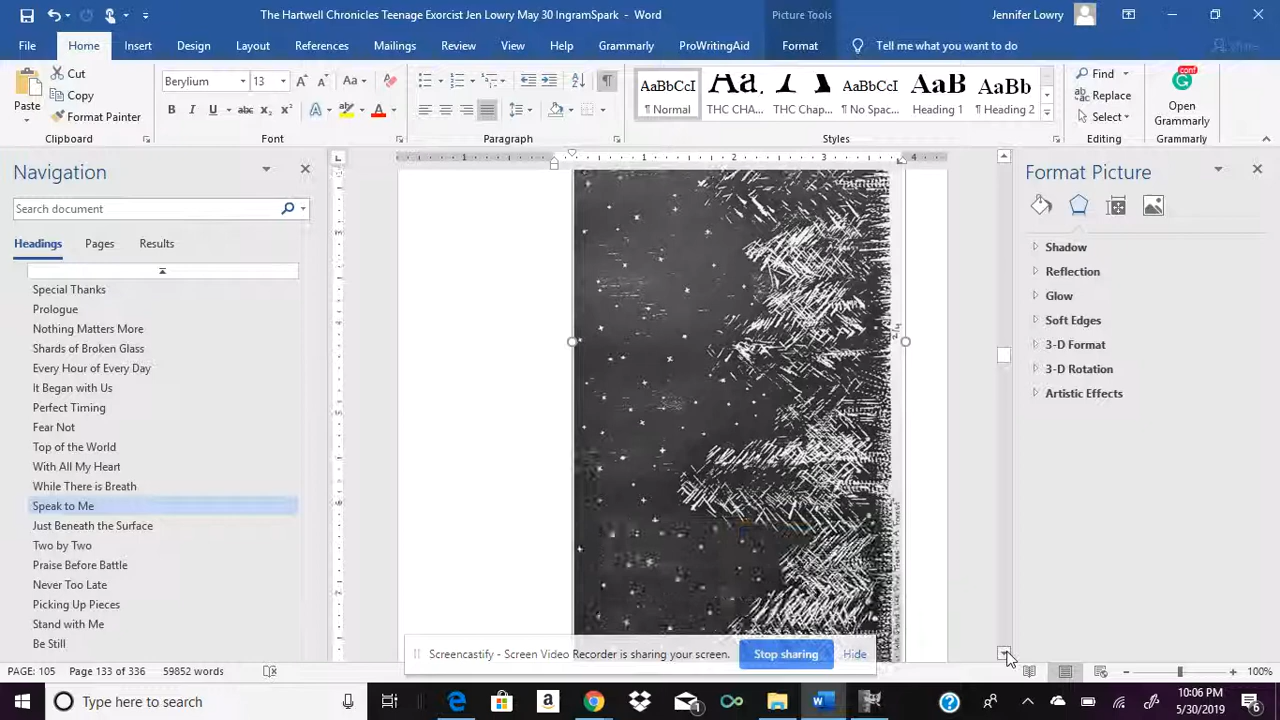 The Hartwell Chronicles Teenage Exorcist Jen Lowry May 30 IngramSpark - Word
Picture Tools
Jennifer Lowry
File Home Insert Design Layout References Mailings Review View Help Grammarly ProWritingAid Format Tell me what you want to do Share
Paste
Cut
Copy
Format Painter
Clipboard
Beryllium 13
Font
Paragraph
AaBbCcI
¶ Normal
THC CHA...
THC Chap...
AaBbCcI
¶ No Spac...
AaB
Heading 1
AaBb
¶ Heading 2
Styles
Find
Replace
Select
Editing
Open
Grammarly
Grammarly
Navigation
Search document
Headings Pages Results
Special Thanks
Prologue
Nothing Matters More
Shards of Broken Glass
Every Hour of Every Day
It Began with Us
Perfect Timing
Fear Not
Top of the World
With All My Heart
While There is Breath
Speak to Me
Just Beneath the Surface
Two by Two
Praise Before Battle
Never Too Late
Picking Up Pieces
Stand with Me
Be Still
Format Picture
Shadow
Reflection
Glow
Soft Edges
3-D Format
3-D Rotation
Artistic Effects
Screencastify - Screen Video Recorder is sharing your screen. Stop sharing Hide
PAGE: 105 Page 133 of 336 59852 words
100%
Type here to search
10:06 PM
5/30/2019